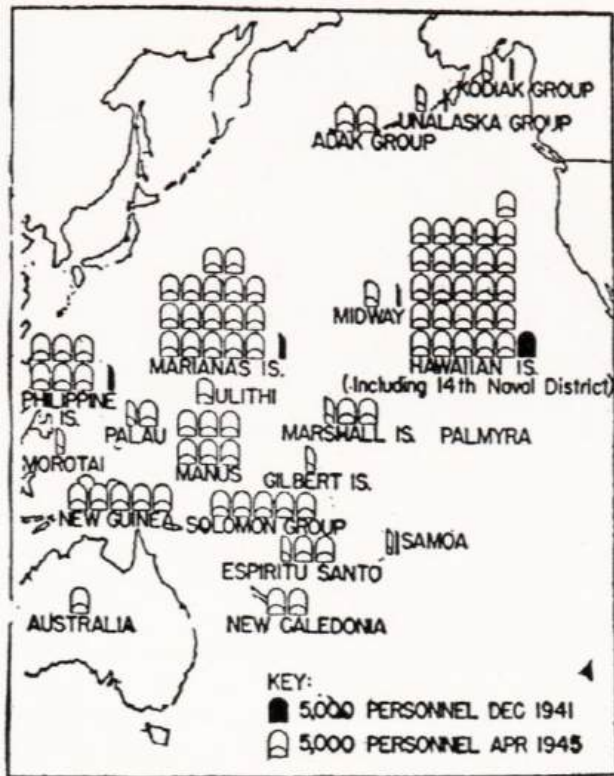 KODIAK GROUP
UNALASKA GROUP
ADAK GROUP
MIDWAY
MARIANAS IS.
HAWAIIAN IS.
(Including 14th Naval District)
PHILIPPINE
IS.
ULITHI
PALAU
MARSHALL IS. PALMYRA
MOROTAI
MANUS
GILBERT IS.
NEW GUINEA
SOLOMON GROUP
SAMOA
ESPIRITU SANTO
AUSTRALIA
NEW CALEDONIA
KEY:
5,000 PERSONNEL DEC 1941
5,000 PERSONNEL APR 1945